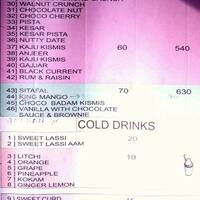 30] WALNUT CRUNCH
31] CHOCOLATE NUT
32] CHOCO CHERRY
33] PISTA
34] KESAR
35] KESAR PISTA
36] NUTTY DATE
37] KAJU KISMIS 60 540
38] ANJEER
39] KAJU KISMIS
40] GAJJAR
41] BLACK CURRENT
42] RUM & RAISIN
43] SITAFAL 70 630
44] KING MANGO
45] CHOCO BADAM KISMIS
46] VANILLA WITH CHOCOLATE
SAUCE & BROWNIE
COLD DRINKS
1] SWEET LASSI 20
2] SWEET LASSI AAM
3] LITCHI
4] ORANGE
5] GRAPE
6] PINEAPPLE
7] KOKAM
8] GINGER LEMON
9] SWEET CURD